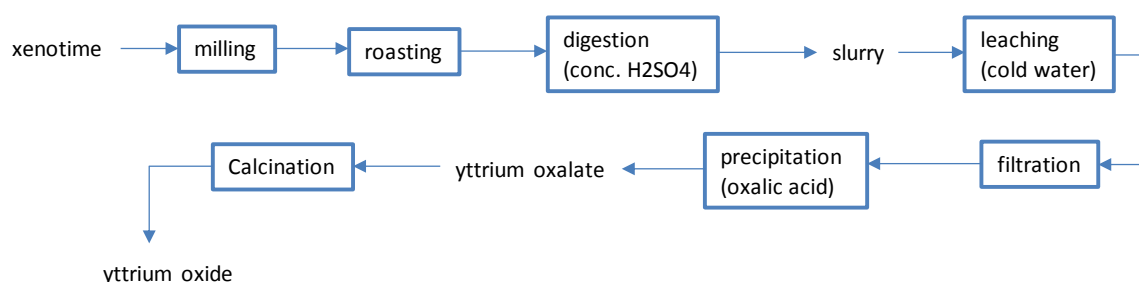 xenotime
milling
roasting
digestion
(conc. H2SO4)
slurry
leaching
(cold water)
Calcination
yttrium oxalate
precipitation
(oxalic acid)
filtration
yttrium oxide